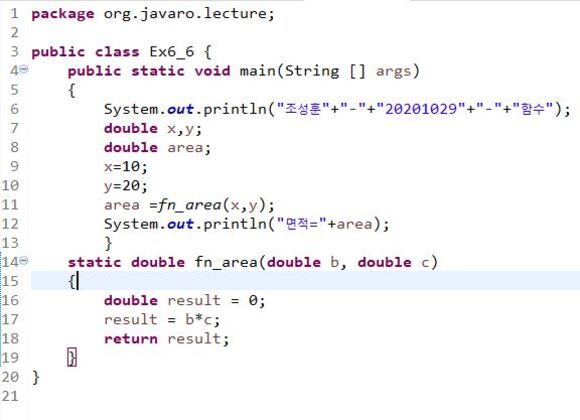 1 package org.javaro.lecture;
2
3 public class Ex6_6 {
4 public static void main(String [] args)
5 {
6 System.out.println("조성훈"+"-"+"20201029"+"-"+"함수");
7 double x,y;
8 double area;
9 x=10;
10 y=20;
11 area =fn_area(x,y);
12 System.out.println("면적="+area);
13 }
14 static double fn_area(double b, double c)
15 {
16 double result = 0;
17 result = b*c;
18 return result;
19 }
20 }
21